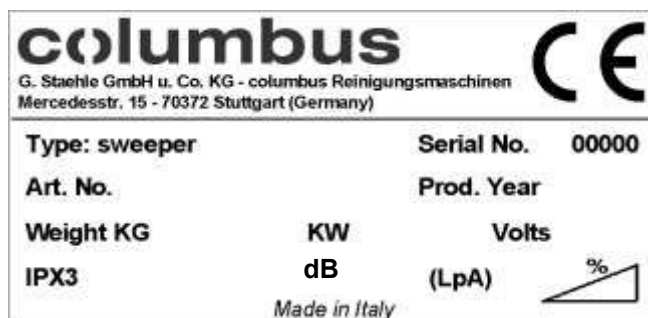 columbus
CE
G. Staehle GmbH u. Co. KG - columbus Reinigungsmaschinen
Mercedesstr. 15 - 70372 Stuttgart (Germany)
Type: sweeper Serial No. 00000
Art. No. Prod. Year
Weight KG KW Volts
IPX3 dB (LpA) %
Made in Italy